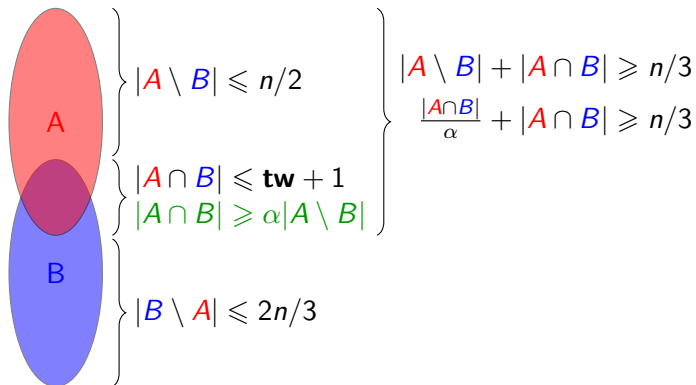 A
B
|A \ B| ⩽ n/2
|A ∩ B| ⩽ tw + 1
|A ∩ B| ⩾ α|A \ B|
|B \ A| ⩽ 2n/3
|A \ B| + |A ∩ B| ⩾ n/3
|A∩B|/α + |A ∩ B| ⩾ n/3